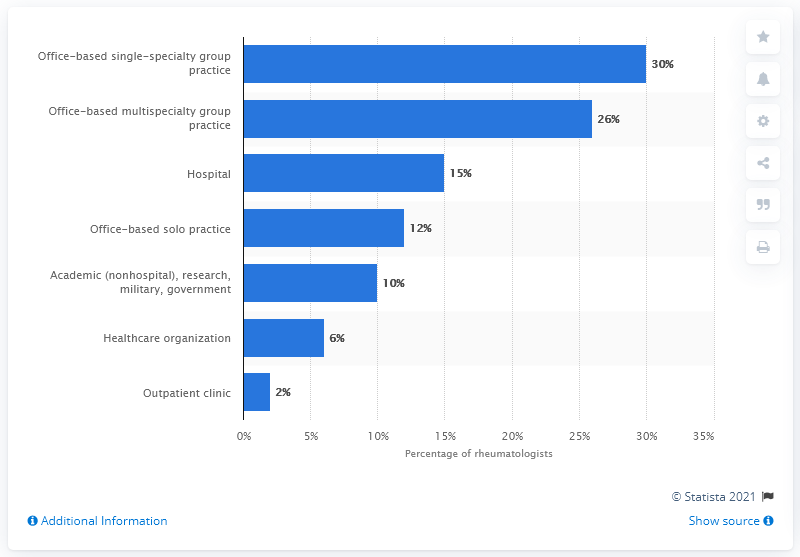 Office-based single-specialty group
practice
30%
Office-based multispecialty group
practice
26%
Hospital
15%
Office-based solo practice
12%
Academic (nonhospital), research,
military, government
10%
Healthcare organization
6%
Outpatient clinic
2%
0% 5% 10% 15% 20% 25% 30% 35%
Percentage of rheumatologists
© Statista 2021
Additional Information
Show source